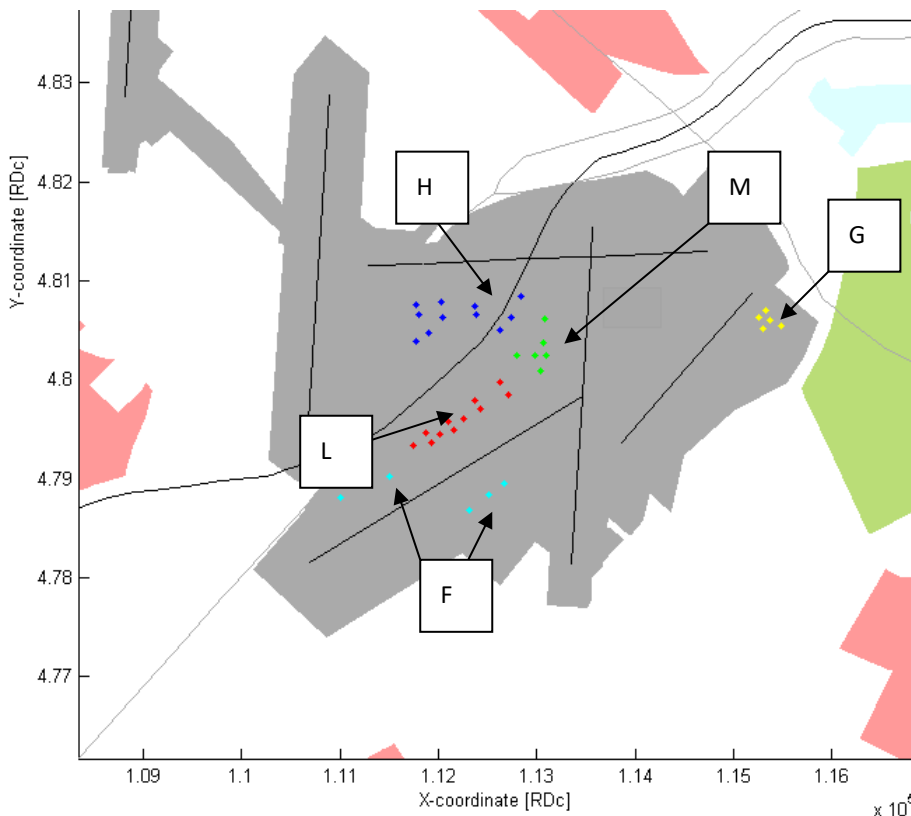 4.83
4.82
4.81
4.8
4.79
4.78
4.77
Y-coordinate [RDc]
H
M
G
L
F
1.09
1.1
1.11
1.12
1.13
1.14
1.15
1.16
X-coordinate [RDc]